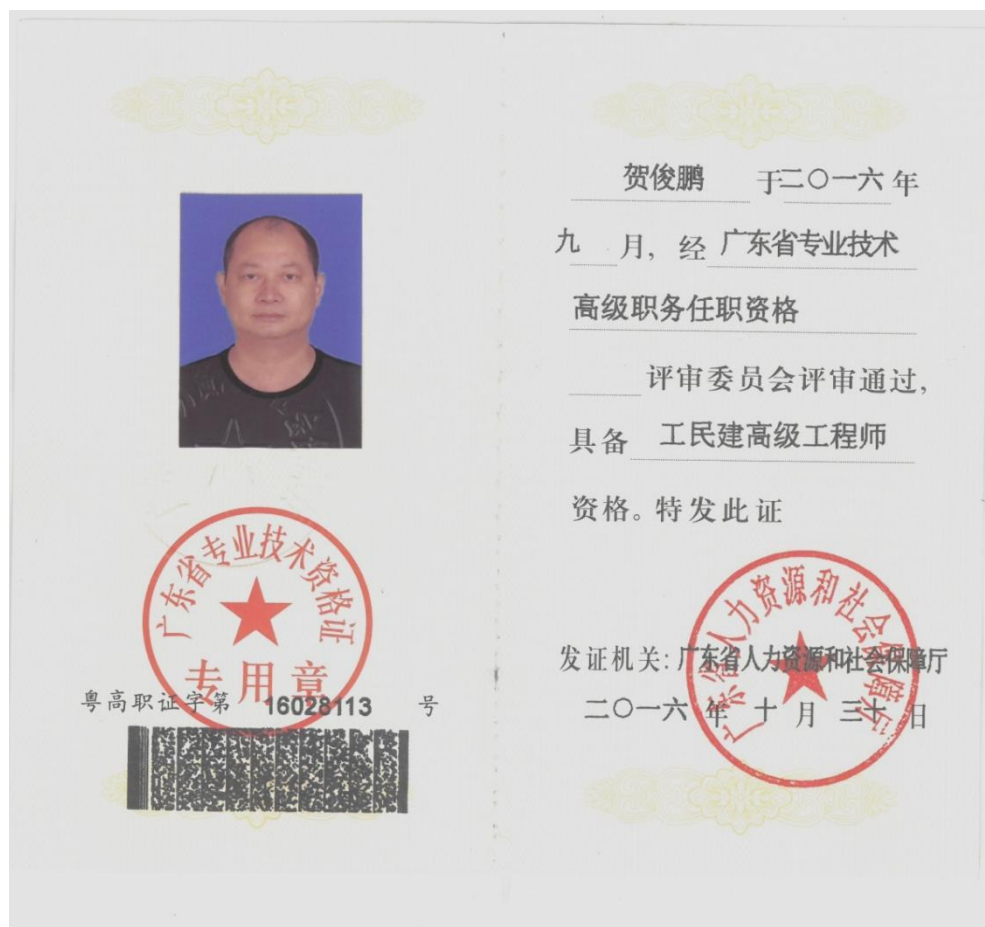 广东省专业技术资格证
专用章
粤高职证字第 16028113 号
贺俊鹏 于二〇一六年
九 月，经 广东省专业技术
高级职务任职资格
评审委员会评审通过，
具备 工民建高级工程师
资格。特发此证
广东省人力资源和社会保障厅
发证机关：广东省人力资源和社会保障厅
二〇一六 年 十 月 三十 日